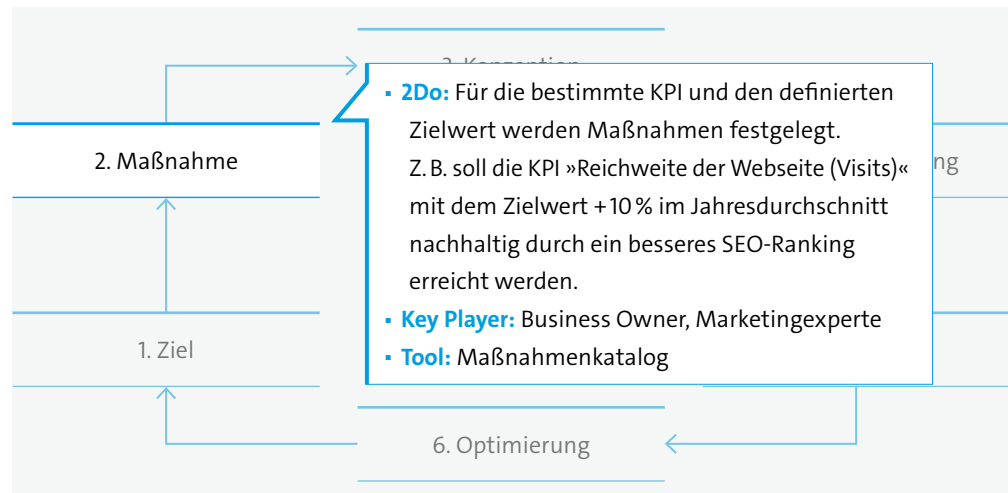 2. Maßnahme
▪ 2Do: Für die bestimmte KPI und den definierten
Zielwert werden Maßnahmen festgelegt.
Z. B. soll die KPI »Reichweite der Webseite (Visits)«
mit dem Zielwert +10 % im Jahresdurchschnitt
nachhaltig durch ein besseres SEO-Ranking
erreicht werden.
▪ Key Player: Business Owner, Marketingexperte
▪ Tool: Maßnahmenkatalog
ng
1. Ziel
6. Optimierung